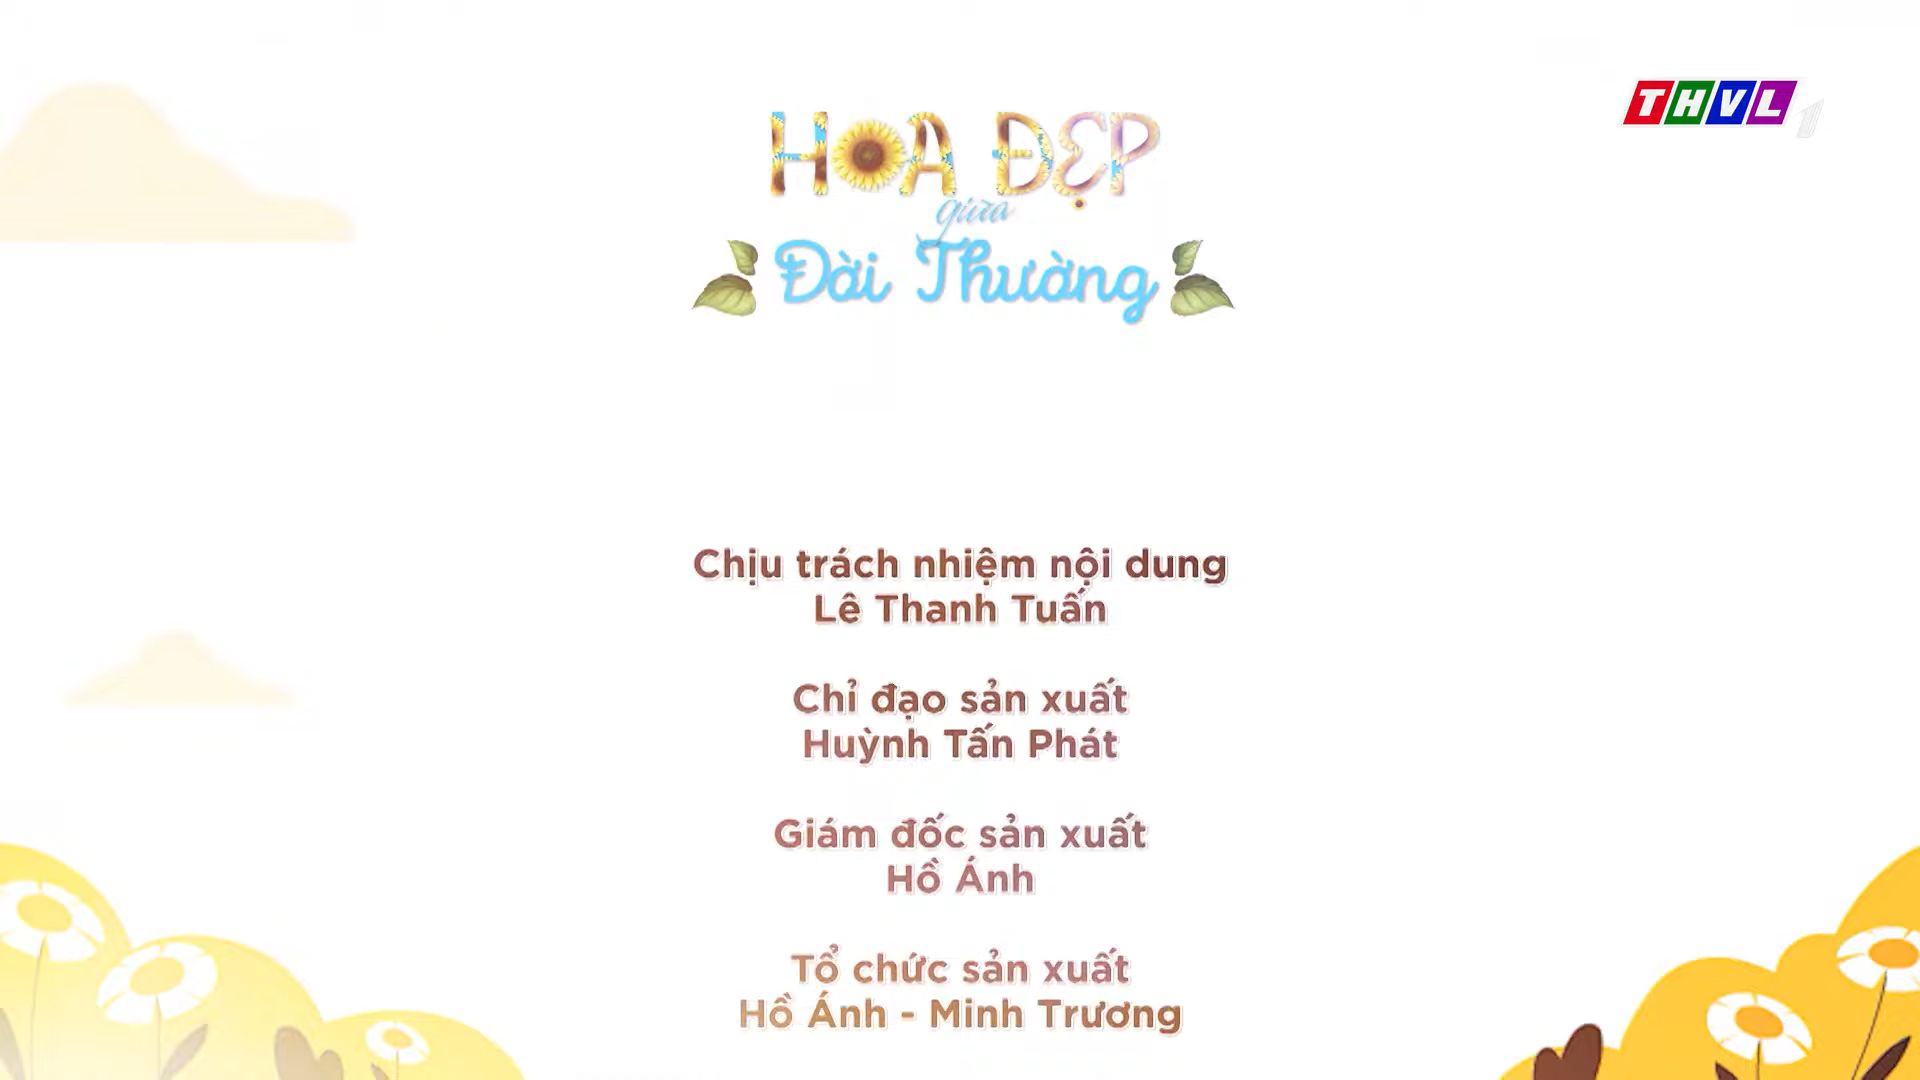 THVL 1
HOA ĐẸP
giữa
Đời Thường
Chịu trách nhiệm nội dung
Lê Thanh Tuấn
Chỉ đạo sản xuất
Huỳnh Tấn Phát
Giám đốc sản xuất
Hồ Ánh
Tổ chức sản xuất
Hồ Ánh - Minh Trương